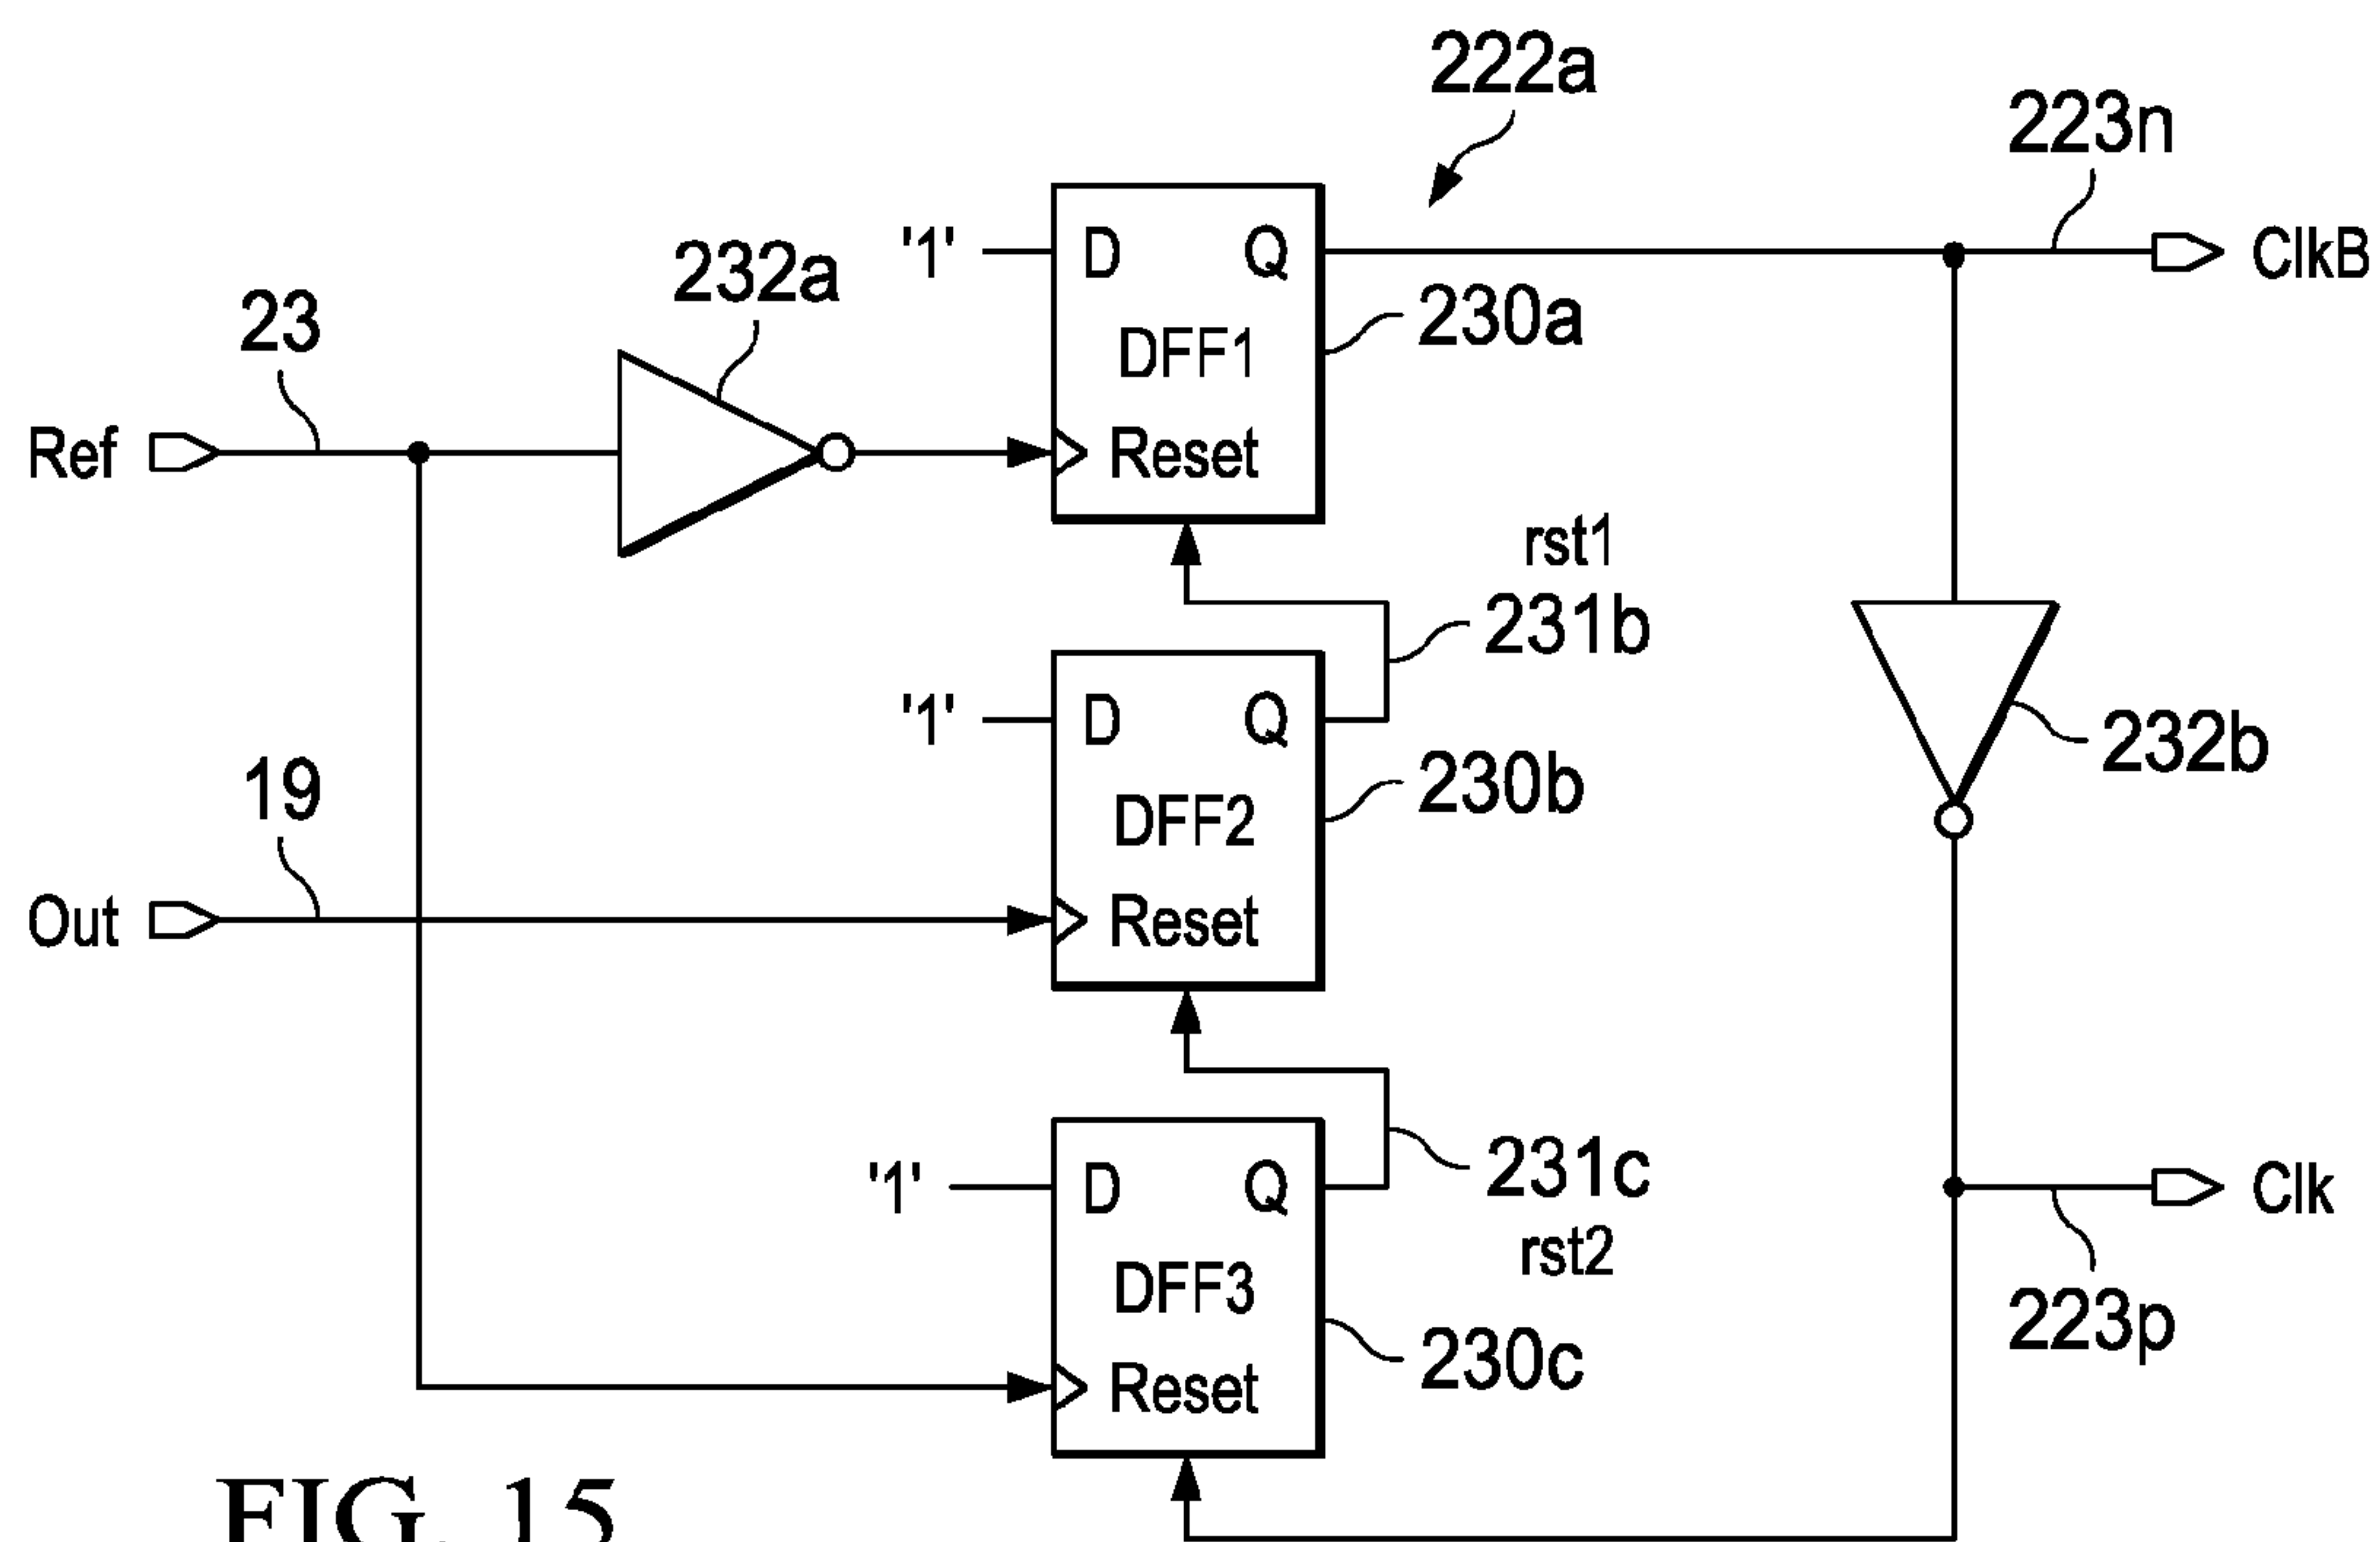 222a
223n
'1' D Q ClkB
232a
23
230a
DFF1
Ref Reset
rst1
231b
'1' D Q
232b
19
230b
DFF2
Out Reset
231c
'1' D Q Clk
rst2
DFF3
223p
230c
Reset
FIG. 15